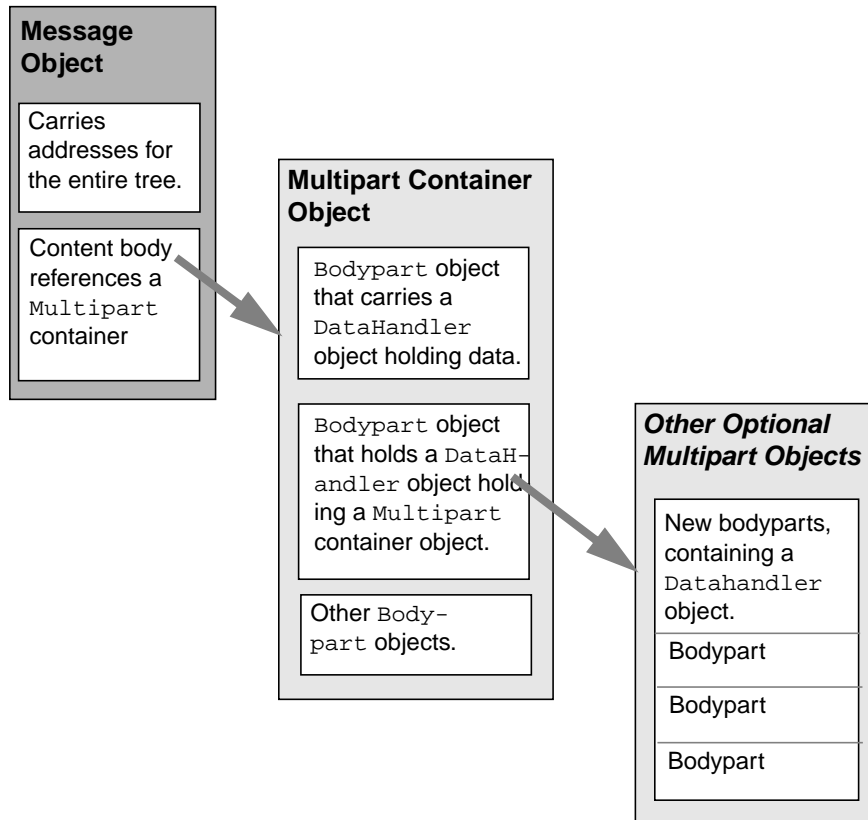 Message
Object
Carries
addresses for
the entire tree.
Content body
references a
Multipart
container
Multipart Container
Object
Bodypart object
that carries a
DataHandler
object holding data.
Bodypart object
that holds a DataH-
andler object hold
ing a Multipart
container object.
Other Body-
part objects.
Other Optional
Multipart Objects
New bodyparts,
containing a
Datahandler
object.
Bodypart
Bodypart
Bodypart